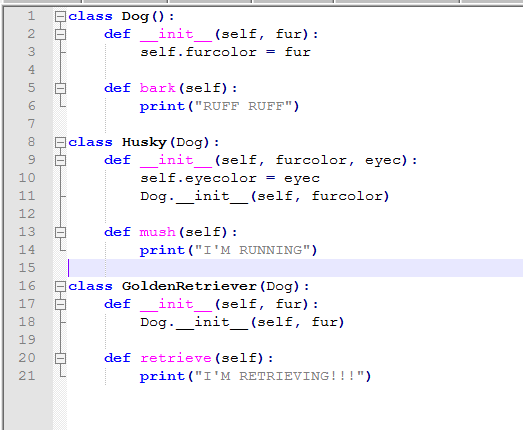 1 class Dog():
2     def __init__(self, fur):
3         self.furcolor = fur
4
5     def bark(self):
6         print("RUFF RUFF")
7
8 class Husky(Dog):
9     def __init__(self, furcolor, eyec):
10         self.eyecolor = eyec
11         Dog.__init__(self, furcolor)
12
13     def mush(self):
14         print("I'M RUNNING")
15
16 class GoldenRetriever(Dog):
17     def __init__(self, fur):
18         Dog.__init__(self, fur)
19
20     def retrieve(self):
21         print("I'M RETRIEVING!!!")